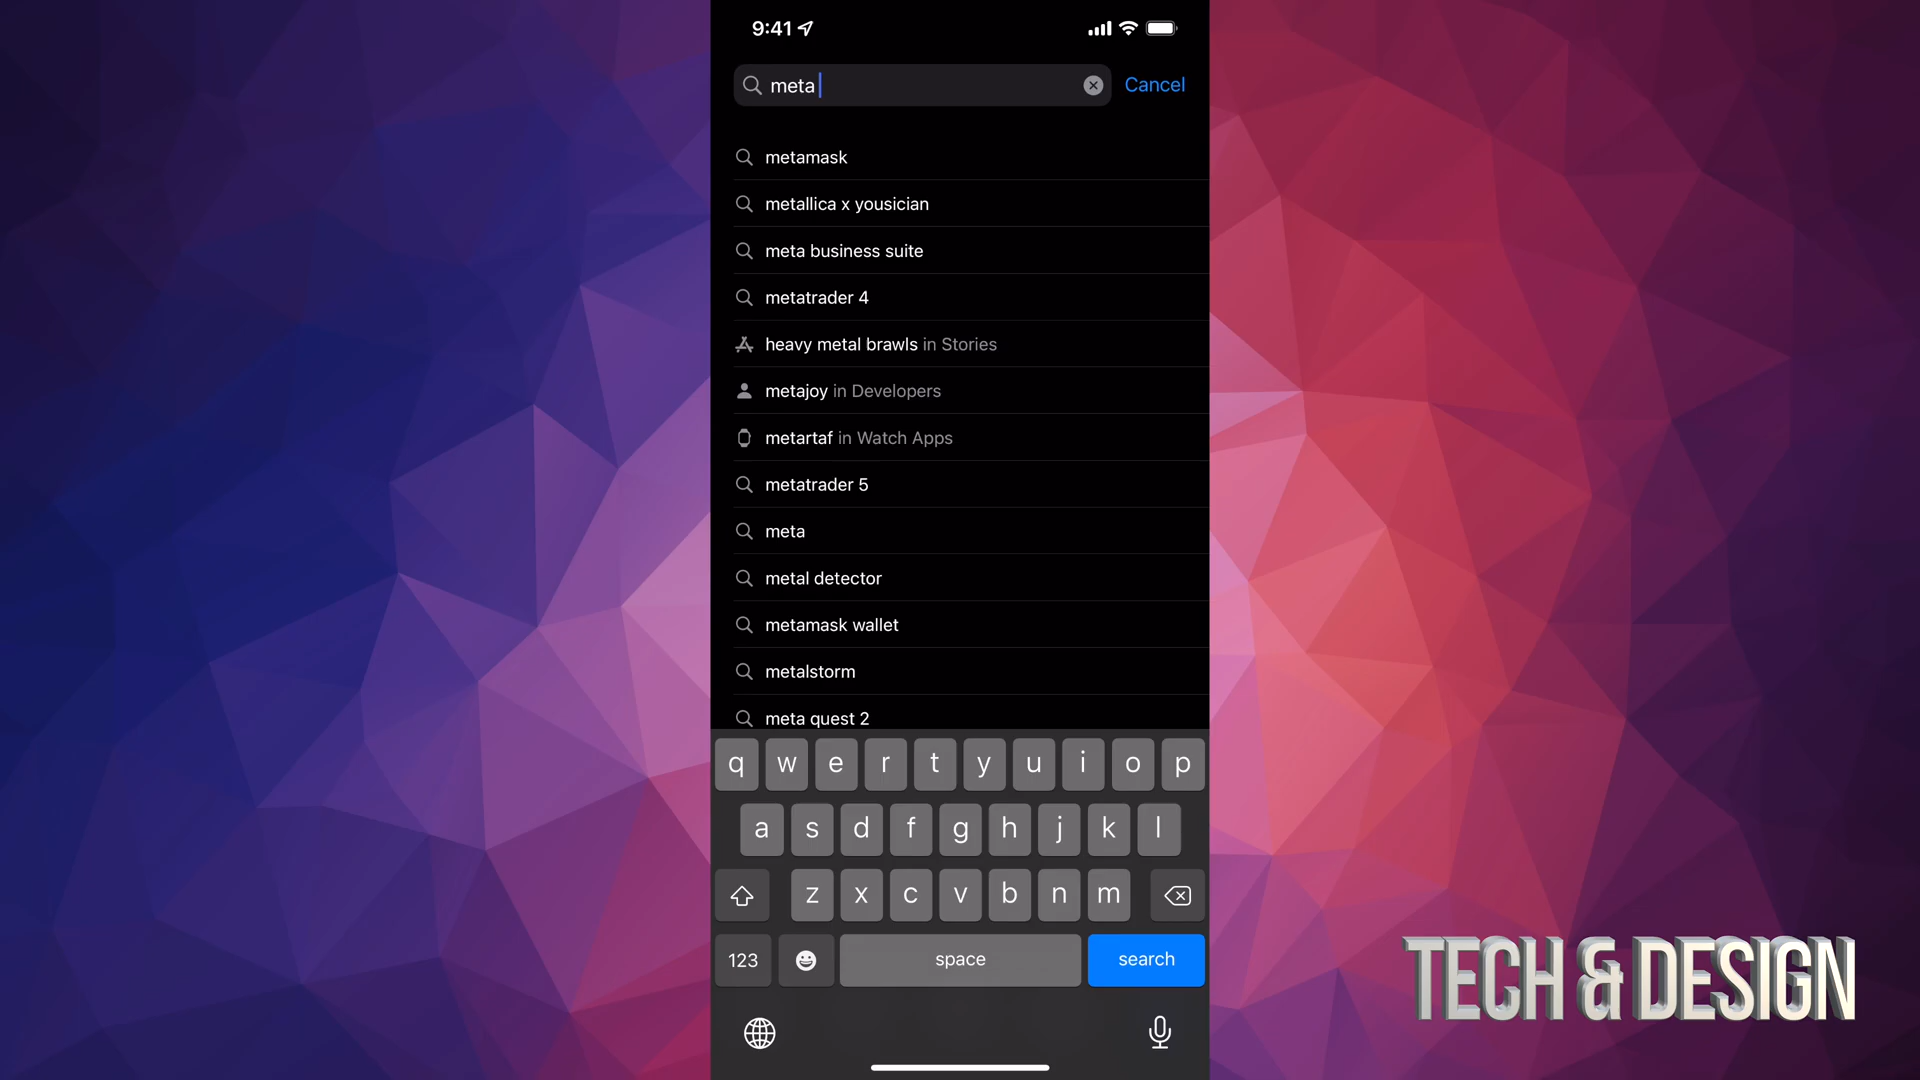 9:41
meta
Cancel
metamask
metallica x yousician
meta business suite
metatrader 4
heavy metal brawls in Stories
metajoy in Developers
metartaf in Watch Apps
metatrader 5
meta
metal detector
metamask wallet
metalstorm
meta quest 2
q w e r t y u i o p
a s d f g h j k l
z x c v b n m
123 space search
TECH & DESIGN